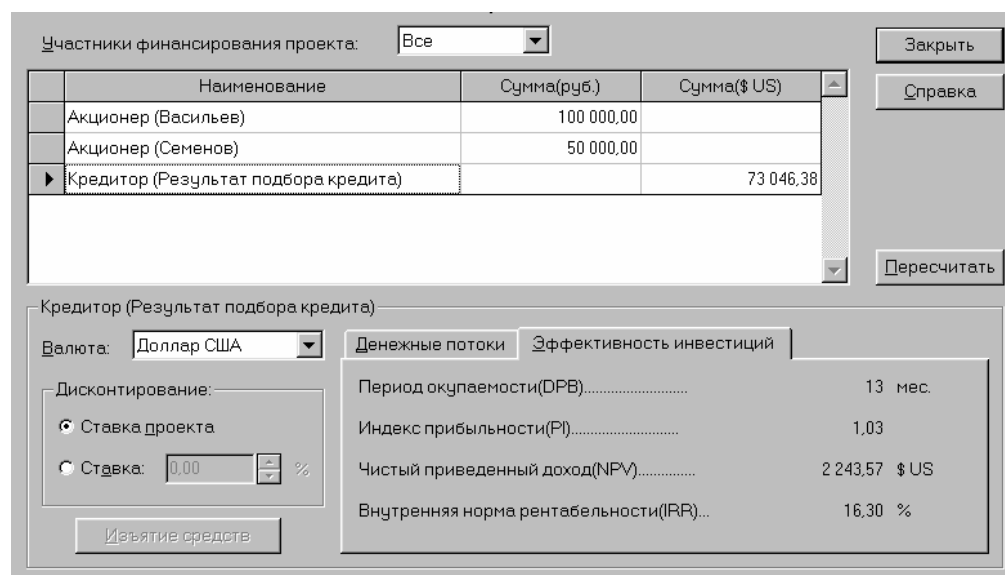 Участники финансирования проекта: Все
Закрыть
Наименование Сумма(руб.) Сумма($ US)
Справка
Акционер (Васильев) 100 000,00
Акционер (Семенов) 50 000,00
Кредитор (Результат подбора кредита) 73 046,38
Пересчитать
Кредитор (Результат подбора кредита)
Валюта: Доллар США
Денежные потоки Эффективность инвестиций
Дисконтирование:
Ставка проекта
Ставка: 0,00 %
Изъятие средств
Период окупаемости(DPB)........................... 13 мес.
Индекс прибыльности(PI)............................ 1,03
Чистый приведенный доход(NPV)............... 2 243,57 $ US
Внутренняя норма рентабельности(IRR)... 16,30 %